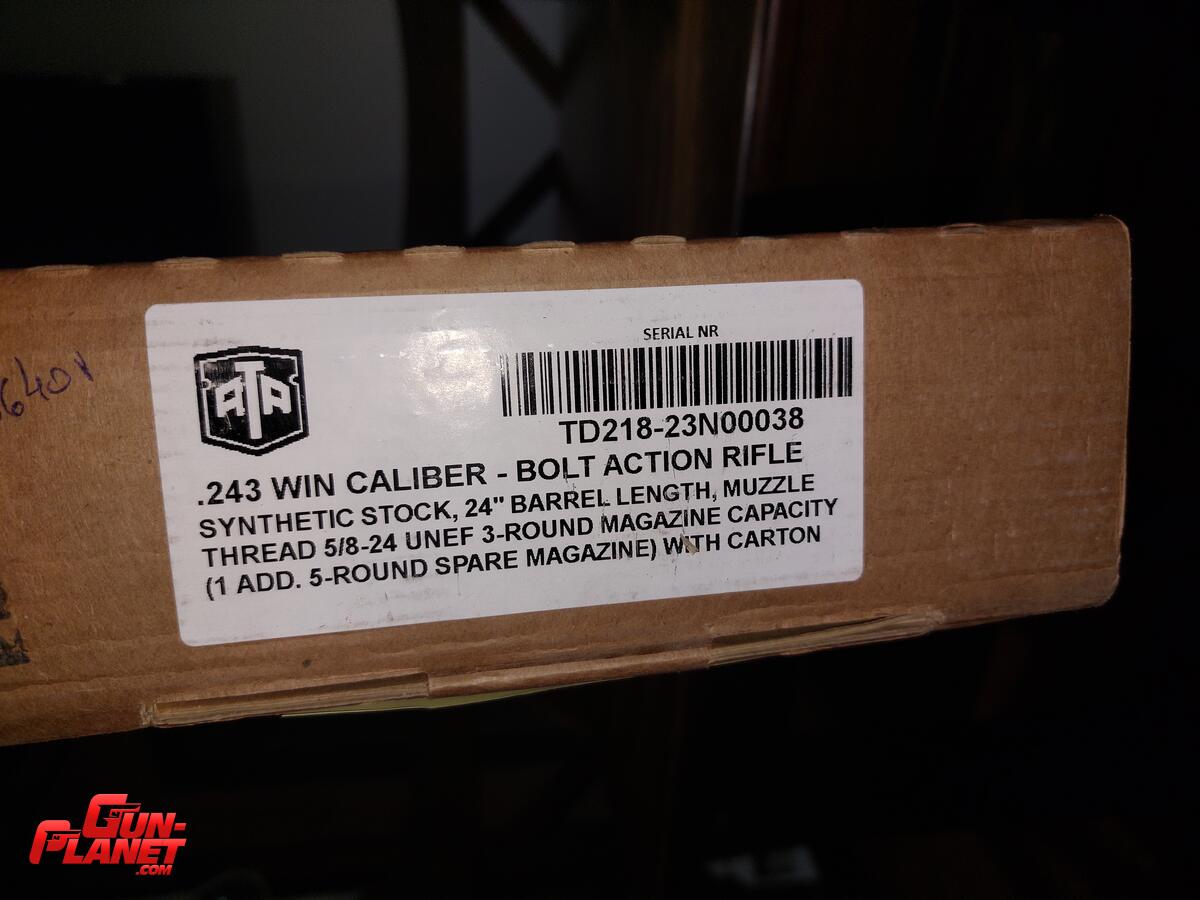 SERIAL NR
ATA
TD218-23N00038
.243 WIN CALIBER - BOLT ACTION RIFLE
SYNTHETIC STOCK, 24" BARREL LENGTH, MUZZLE
THREAD 5/8-24 UNEF 3-ROUND MAGAZINE CAPACITY
(1 ADD. 5-ROUND SPARE MAGAZINE) WITH CARTON
GUN-
PLANET
.COM